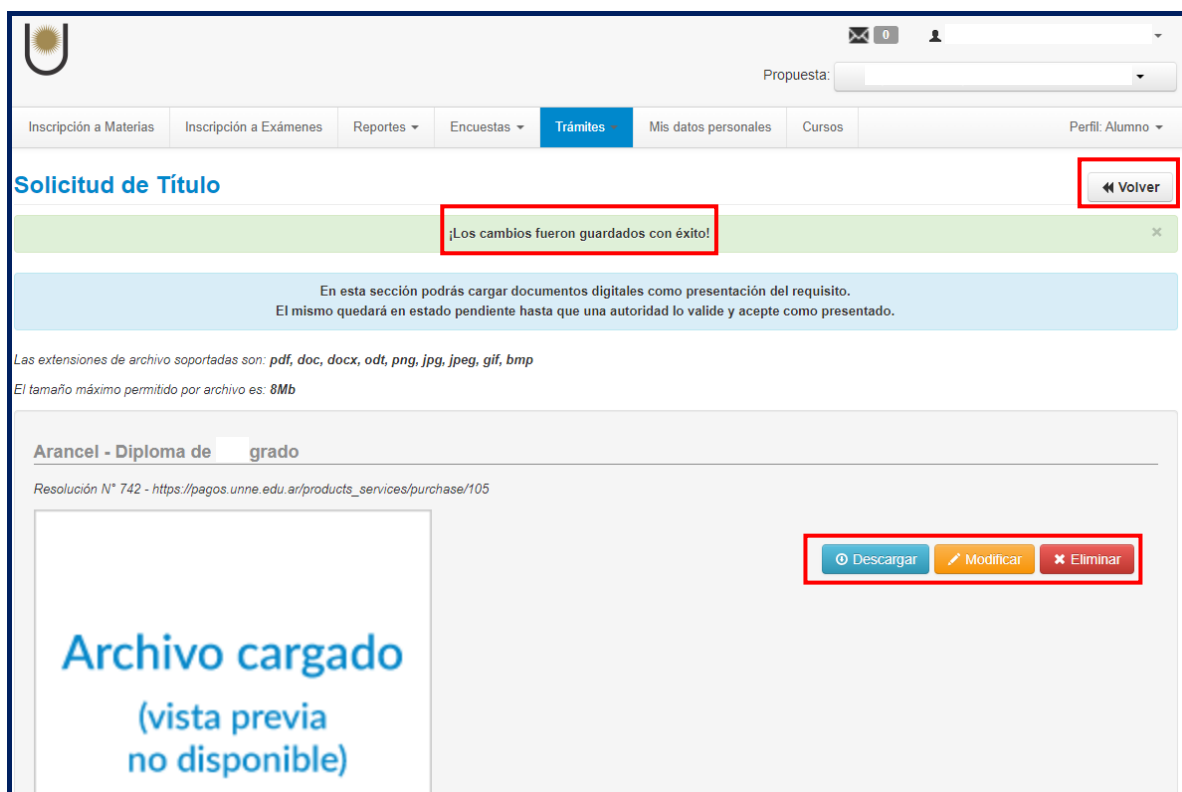 0
Propuesta:
Inscripción a Materias Inscripción a Exámenes Reportes Encuestas Trámites Mis datos personales Cursos Perfil: Alumno
Solicitud de Título
Volver
¡Los cambios fueron guardados con éxito! ×
En esta sección podrás cargar documentos digitales como presentación del requisito.
El mismo quedará en estado pendiente hasta que una autoridad lo valide y acepte como presentado.
Las extensiones de archivo soportadas son: pdf, doc, docx, odt, png, jpg, jpeg, gif, bmp
El tamaño máximo permitido por archivo es: 8Mb
Arancel - Diploma de grado
Resolución N° 742 - https://pagos.unne.edu.ar/products_services/purchase/105
Descargar Modificar Eliminar
Archivo cargado
(vista previa
no disponible)